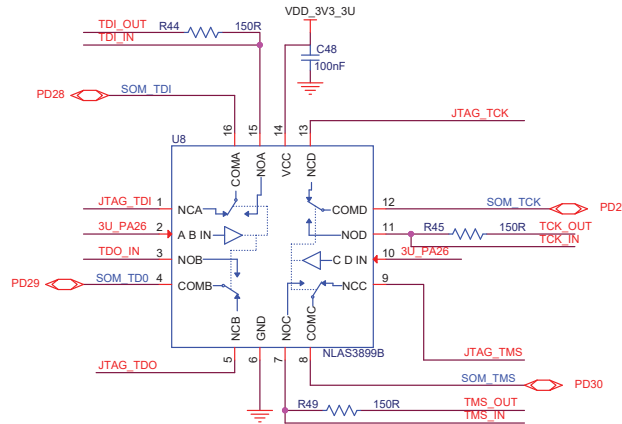 VDD_3V3_3U
TDI_OUT R44 150R
TDI_IN
C48
100nF
PD28 SOM_TDI
JTAG_TCK
16 15 14 13
U8
COMA NOA VCC NCD
JTAG_TDI 1 NCA COMD 12 SOM_TCK PD2
3U_PA26 2 A B IN NOD 11 R45 150R TCK_OUT
TCK_IN
TDO_IN 3 NOB C D IN 10 3U_PA26
PD29 SOM_TD0 4 COMB NCC 9
NCB GND NOC COMC
NLAS3899B
JTAG_TDO 5 6 7 8 JTAG_TMS
SOM_TMS PD30
R49 150R TMS_OUT
TMS_IN